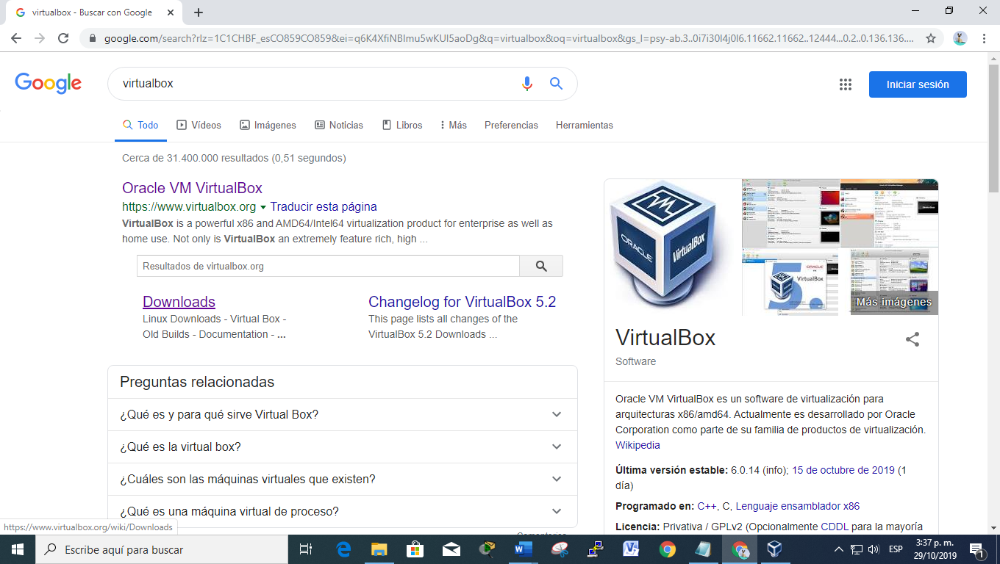 virtualbox - Buscar con Google
google.com/search?rlz=1C1CHBF_esCO859CO859&ei=q6K4XfiNBImu5wKUl5aoDg&q=virtualbox&oq=virtualbox&gs_l=psy-ab.3..0i7i30l4j0l6.11662.11662..12444...0.2..0.136.136....
Google
virtualbox
Iniciar sesión
Todo
Vídeos
Imágenes
Noticias
Libros
Más
Preferencias
Herramientas
Cerca de 31.400.000 resultados (0,51 segundos)
Oracle VM VirtualBox
https://www.virtualbox.org
Traducir esta página
VirtualBox is a powerful x86 and AMD64/Intel64 virtualization product for enterprise as well as
home use. Not only is VirtualBox an extremely feature rich, high ...
Resultados de virtualbox.org
Downloads
Linux Downloads - Virtual Box -
Old Builds - Documentation - ...
Changelog for VirtualBox 5.2
This page lists all changes of the
VirtualBox 5.2 Downloads ...
Preguntas relacionadas
¿Qué es y para qué sirve Virtual Box?
¿Qué es la virtual box?
¿Cuáles son las máquinas virtuales que existen?
¿Qué es una máquina virtual de proceso?
Comentarios
https://www.virtualbox.org/wiki/Downloads
ORACLE
VirtualBox
ORACLE
VirtualBox
5.
Más imágenes
VirtualBox
Software
Oracle VM VirtualBox es un software de virtualización para
arquitecturas x86/amd64. Actualmente es desarrollado por Oracle
Corporation como parte de su familia de productos de virtualización.
Wikipedia
Última versión estable: 6.0.14 (info); 15 de octubre de 2019 (1
día)
Programado en: C++, C, Lenguaje ensamblador x86
Licencia: Privativa / GPLv2 (Opcionalmente CDDL para la mayoría
Escribe aquí para buscar
ESP
3:37 p. m.
29/10/2019
1